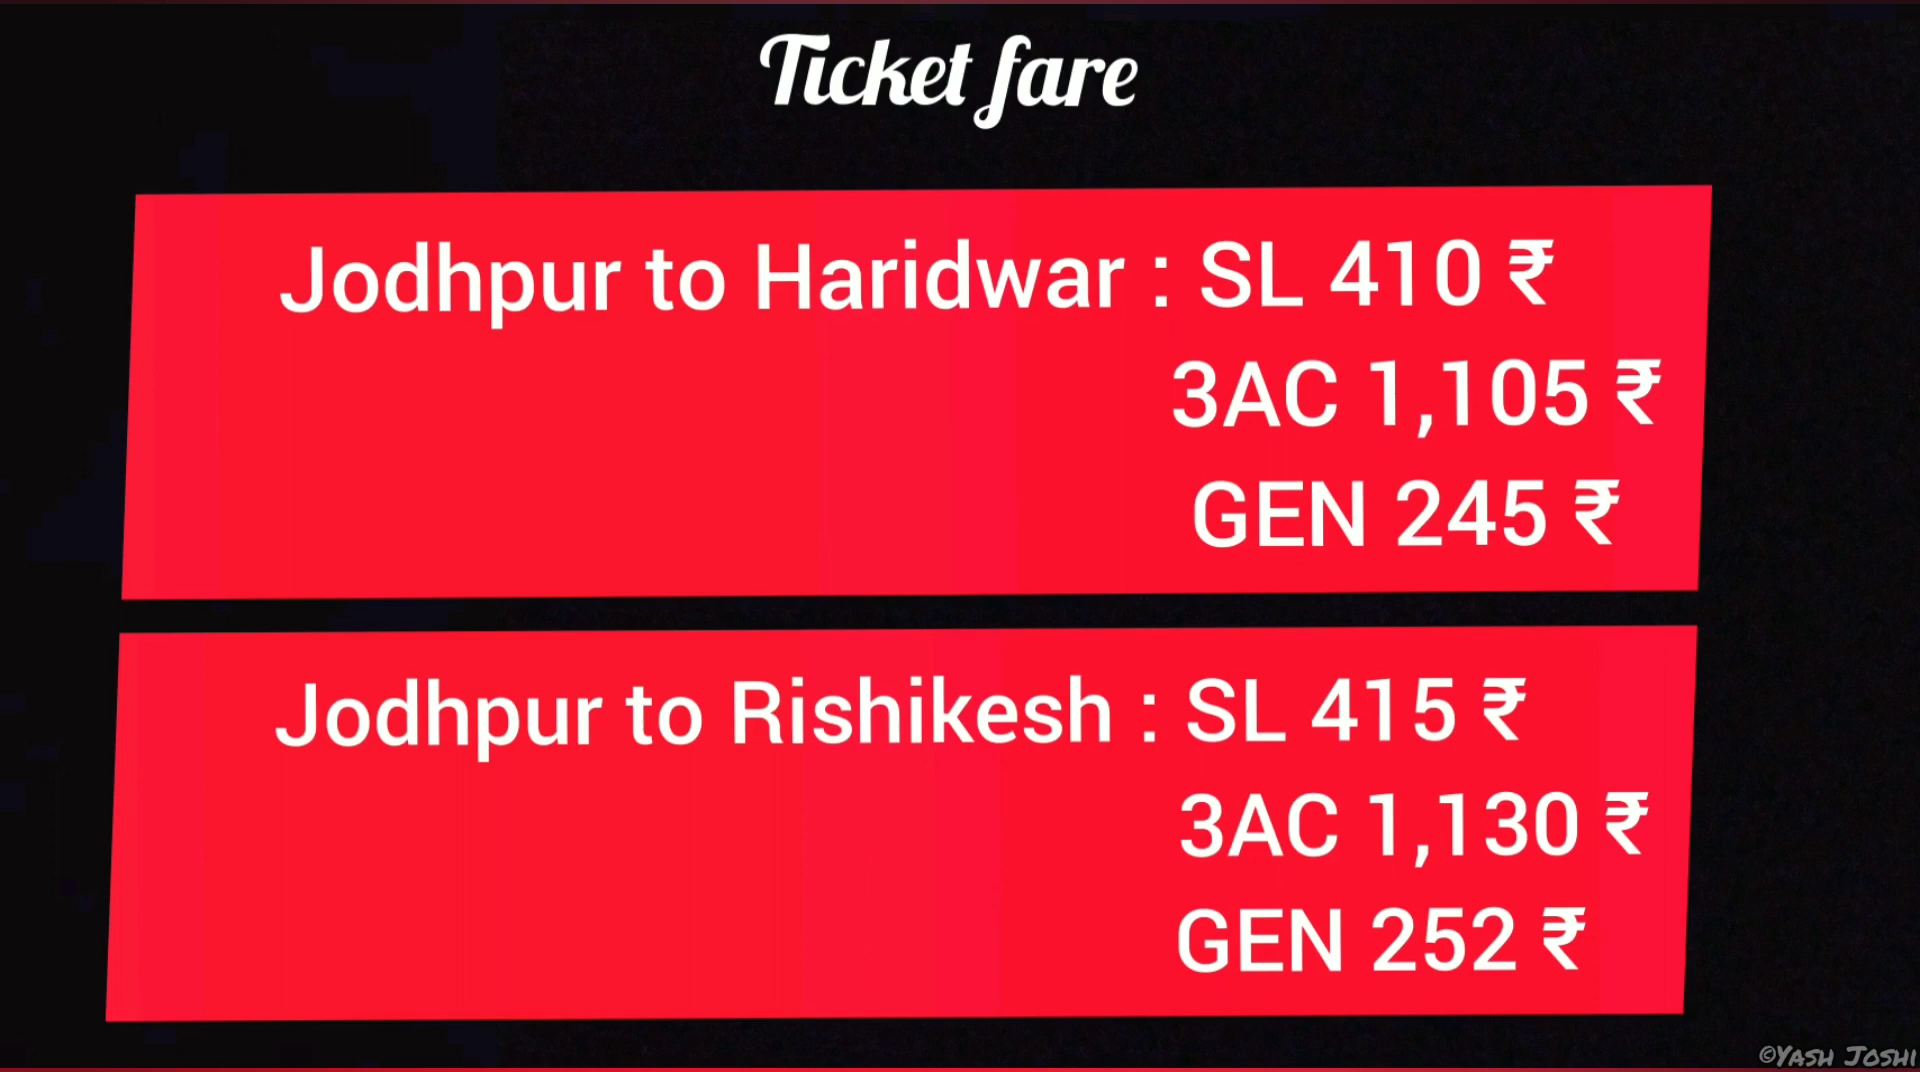 Ticket fare
Jodhpur to Haridwar : SL 410 ₹
3AC 1,105 ₹
GEN 245 ₹
Jodhpur to Rishikesh : SL 415 ₹
3AC 1,130 ₹
GEN 252 ₹
©Yash Joshi